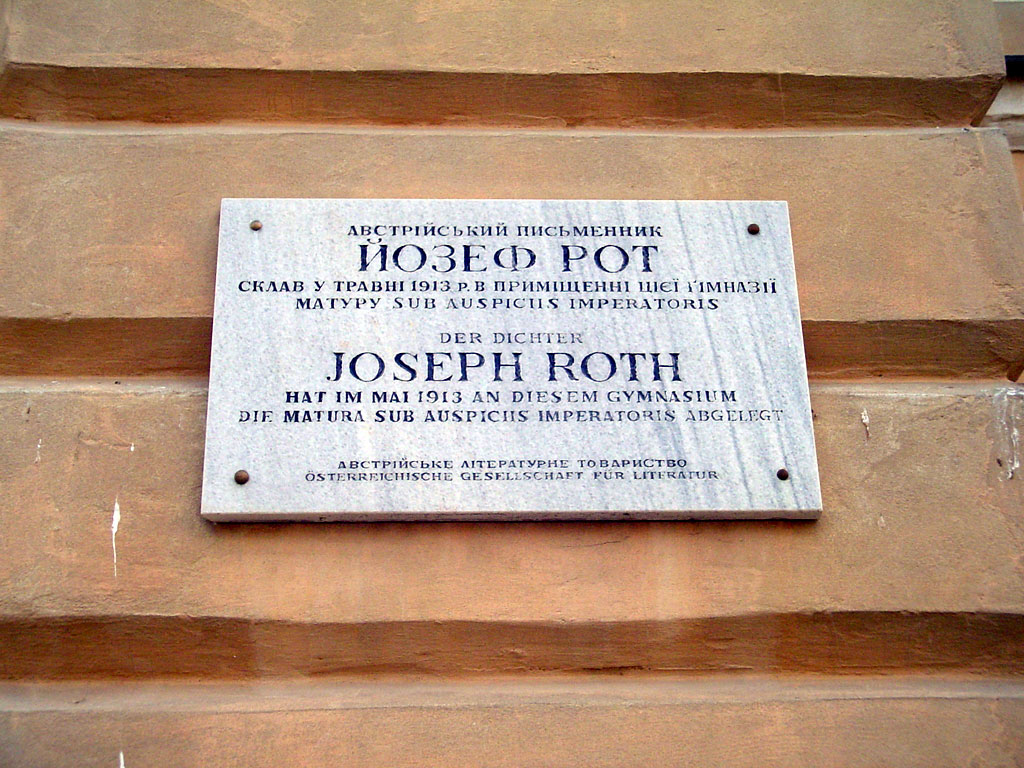 АВСТРІЙСЬКИЙ ПИСЬМЕННИК
ЙОЗЕФ РОТ
СКЛАВ У ТРАВНІ 1913 Р. В ПРИМІЩЕННІ ЦІЄЇ ҐІМНАЗІЇ
МАТУРУ SUB AUSPICIIS IMPERATORIS
DER DICHTER
JOSEPH ROTH
HAT IM MAI 1913 AN DIESEM GYMNASIUM
DIE MATURA SUB AUSPICIIS IMPERATORIS ABGELEGT
АВСТРІЙСЬКЕ ЛІТЕРАТУРНЕ ТОВАРИСТВО
ÖSTERREICHISCHE GESELLSCHAFT FÜR LITERATUR